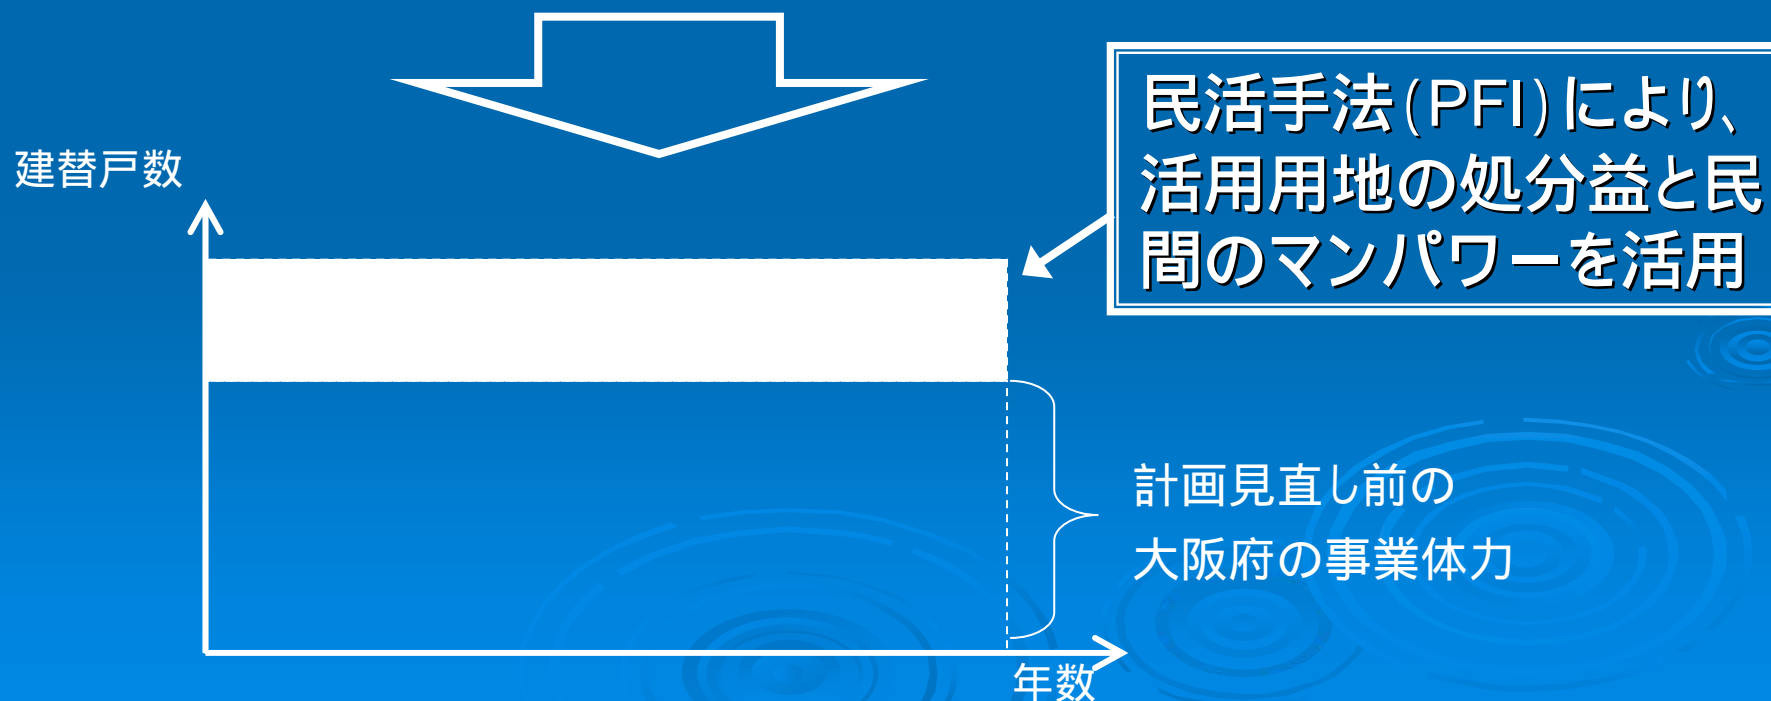 建替戸数
民活手法(PFI)により、
活用用地の処分益と民
間のマンパワーを活用
計画見直し前の
大阪府の事業体力
年数